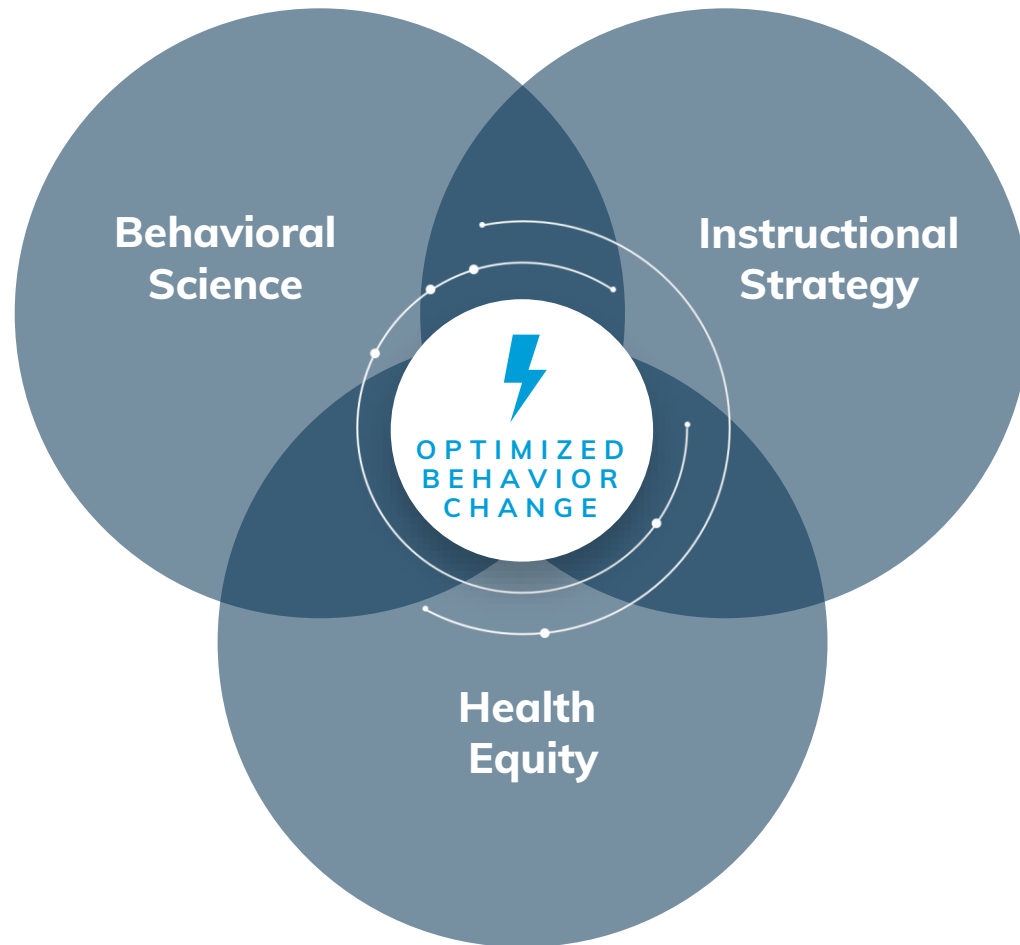 Behavioral
Science
Instructional
Strategy
OPTIMIZED
BEHAVIOR
CHANGE
Health
Equity